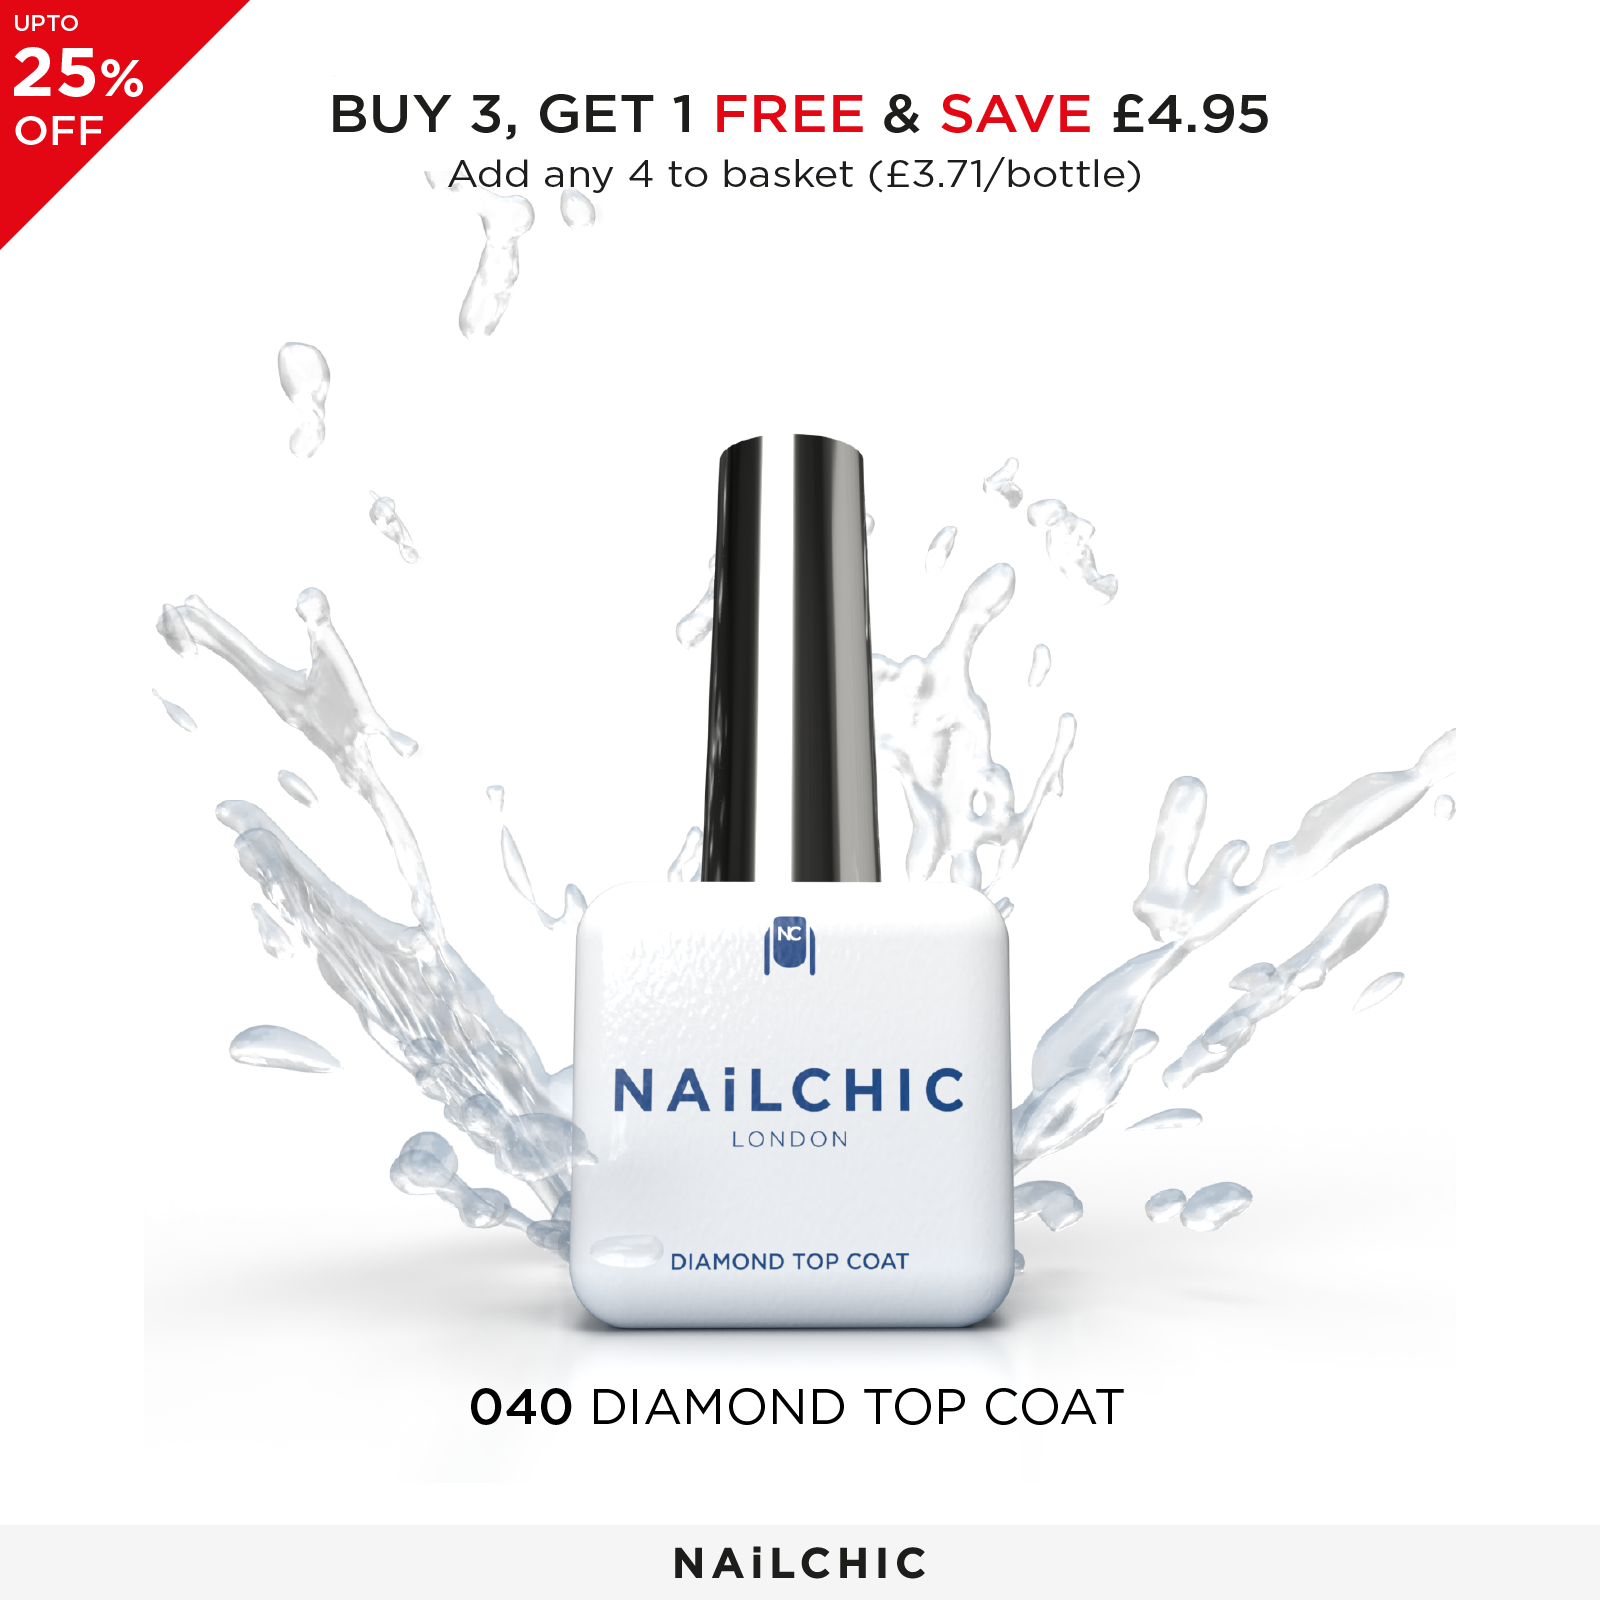 UPTO
25%
OFF
BUY 3, GET 1 FREE & SAVE £4.95
Add any 4 to basket (£3.71/bottle)
NC
NAiLCHIC
LONDON
DIAMOND TOP COAT
040 DIAMOND TOP COAT
NAiLCHIC